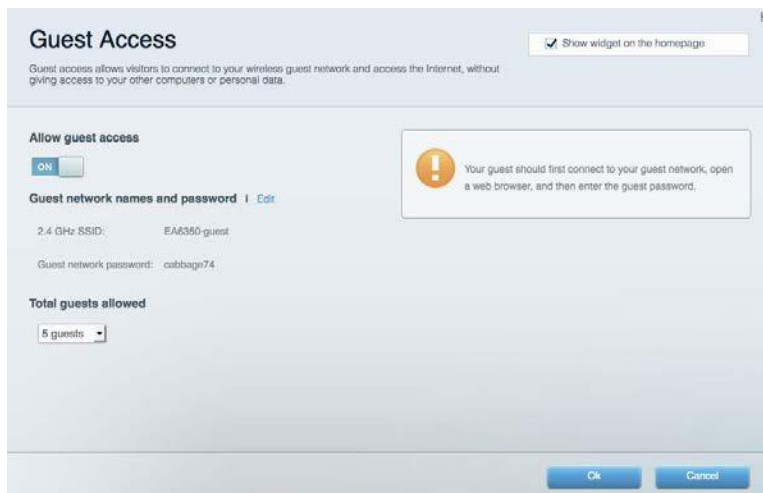 Guest Access
Show widget on the homepage
Guest access allows visitors to connect to your wireless guest network and access the Internet, without
giving access to your other computers or personal data.
Allow guest access
ON
Your guest should first connect to your guest network, open
a web browser, and then enter the guest password.
Guest network names and password | Edit
2.4 GHz SSID: EA6350-guest
Guest network password: cabbage74
Total guests allowed
5 guests
Ok Cancel